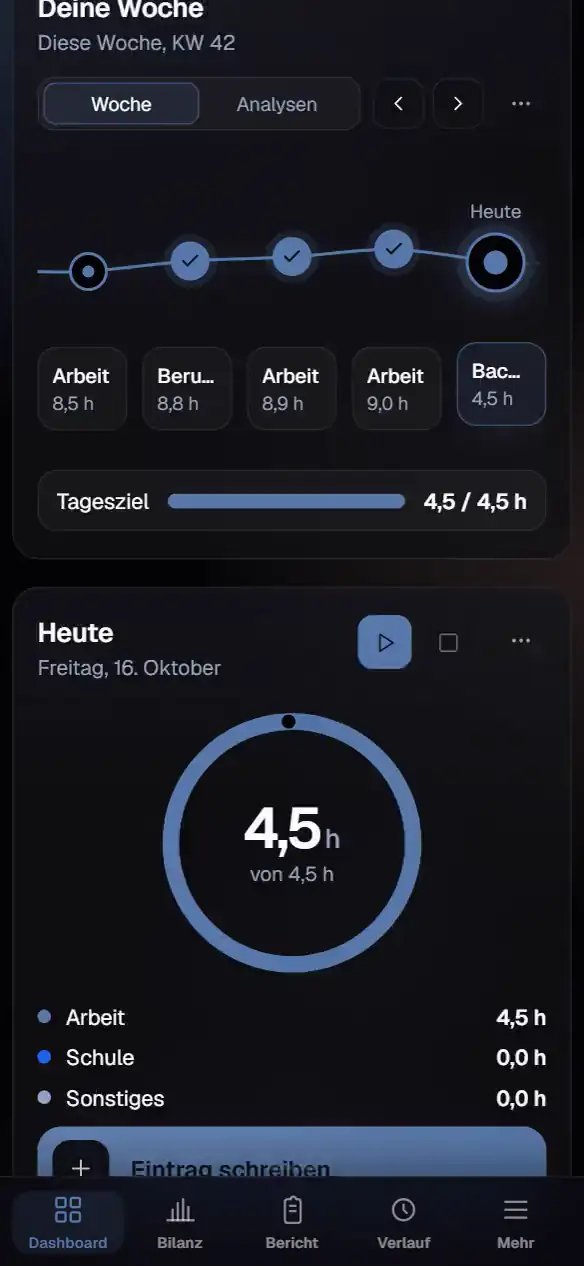 Deine Woche
Diese Woche, KW 42
Woche Analysen
Heute
Arbeit Beru... Arbeit Arbeit Bac...
8,5 h 8,8 h 8,9 h 9,0 h 4,5 h
Tagesziel 4,5 / 4,5 h
Heute
Freitag, 16. Oktober
4,5 h
von 4,5 h
Arbeit 4,5 h
Schule 0,0 h
Sonstiges 0,0 h
Eintrag schreiben
Dashboard Bilanz Bericht Verlauf Mehr